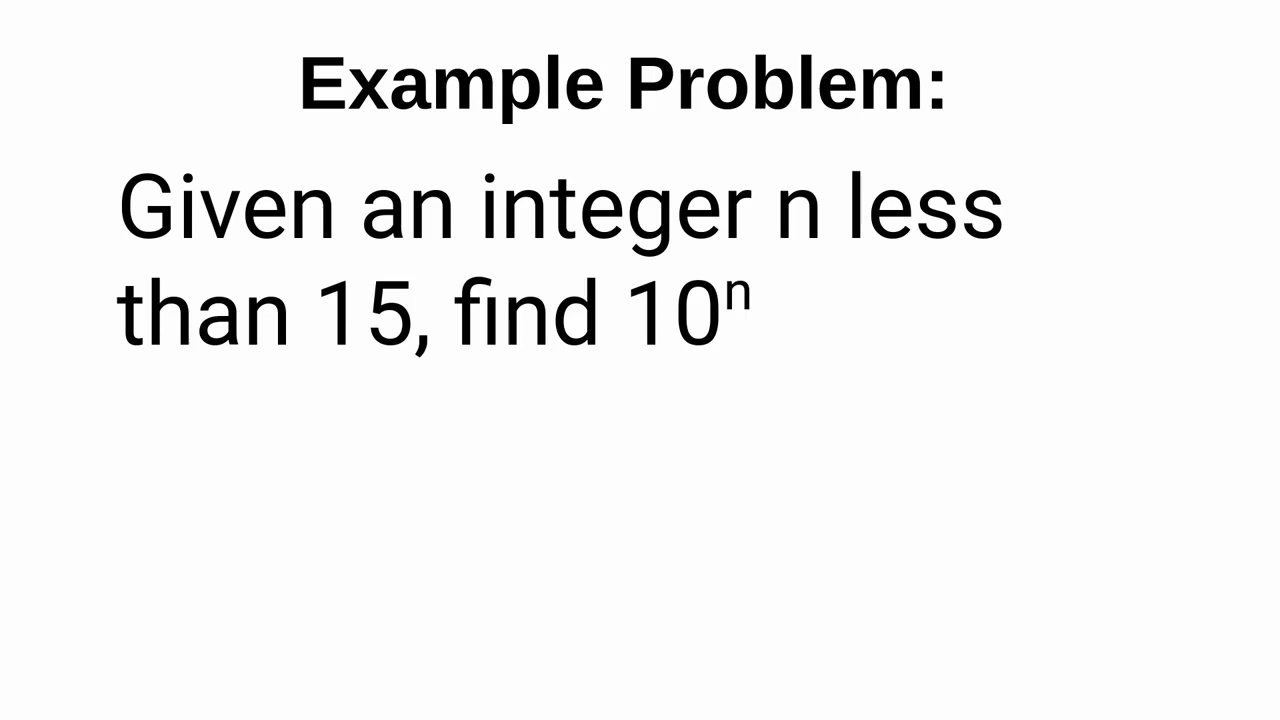 Example Problem:
Given an integer n less
than 15, find 10ⁿ